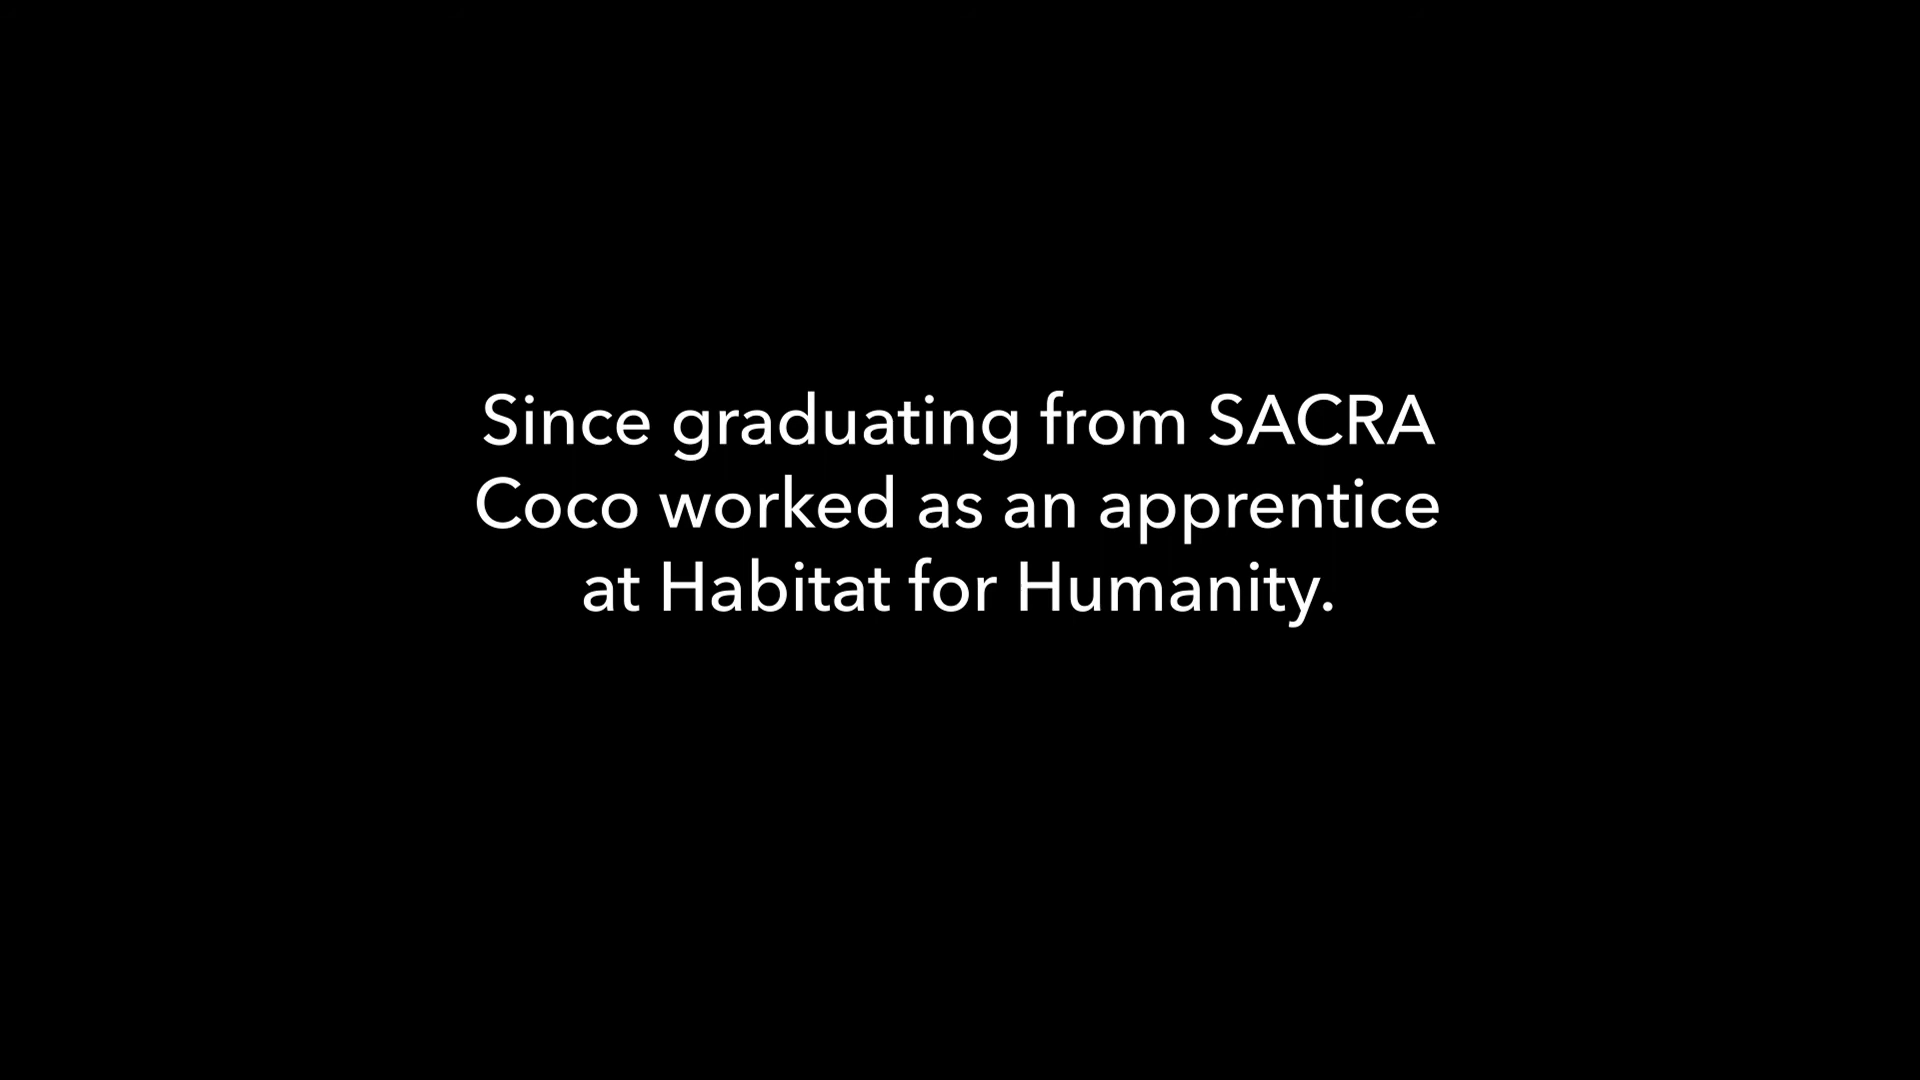 Since graduating from SACRA
Coco worked as an apprentice
at Habitat for Humanity.